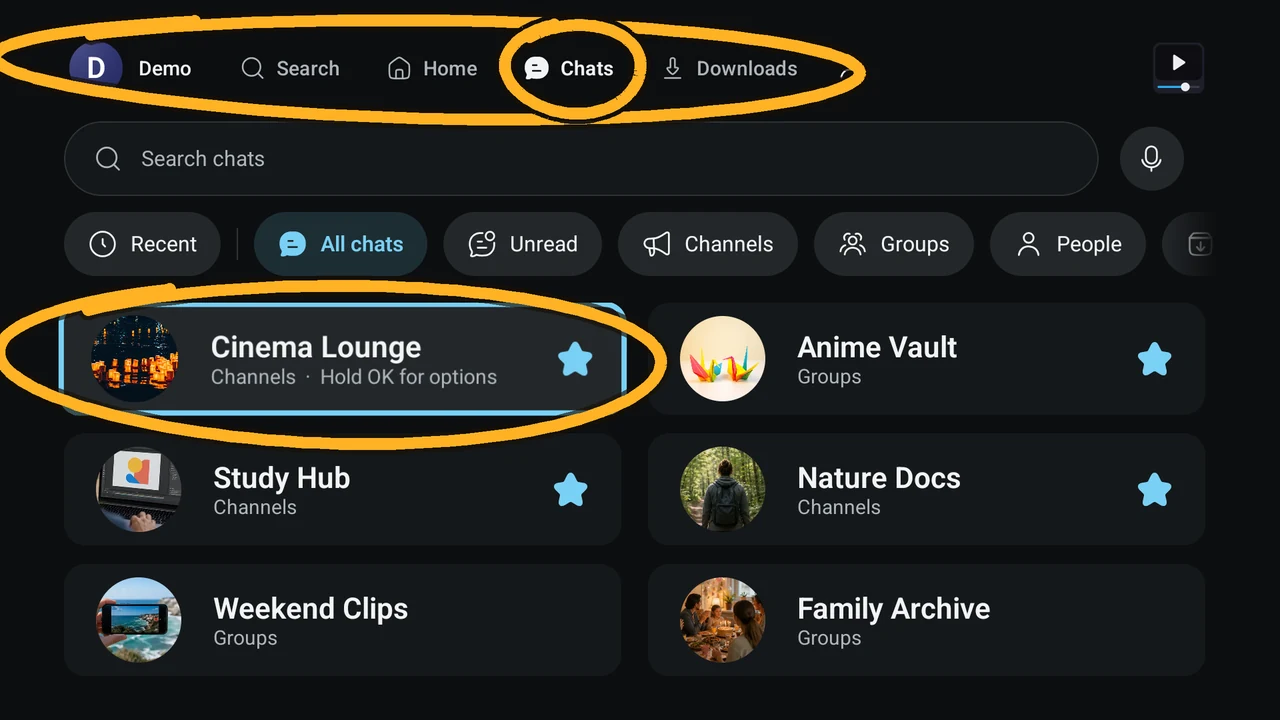 D Demo Search Home Chats Downloads
Search chats
Recent All chats Unread Channels Groups People
Cinema Lounge
Channels · Hold OK for options
Anime Vault
Groups
Study Hub
Channels
Nature Docs
Channels
Weekend Clips
Groups
Family Archive
Groups